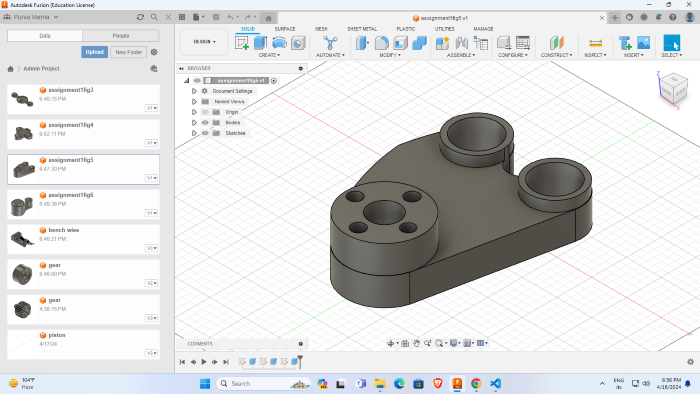 Autodesk Fusion (Education License)
Purva Varma
assignment1fig5 v1
Data
People
Upload
New Folder
Admin Project
assignment1fig3
6:40:15 PM
V1
assignment1fig4
6:52:11 PM
V1
assignment1fig5
6:47:30 PM
V1
assignment1fig6
6:49:36 PM
V1
bench wise
6:46:21 PM
V3
gear
6:46:00 PM
V2
gear
4:36:15 PM
V3
piston
4/17/24
V3
SOLID
SURFACE
MESH
SHEET METAL
PLASTIC
UTILITIES
MANAGE
DESIGN
CREATE
AUTOMATE
MODIFY
ASSEMBLE
CONFIGURE
CONSTRUCT
INSPECT
INSERT
SELECT
BROWSER
assignment1fig5 v1
Document Settings
Named Views
Origin
Bodies
Sketches
Z
X
COMMENTS
104°F
Haze
Search
ENG
IN
6:56 PM
4/18/2024